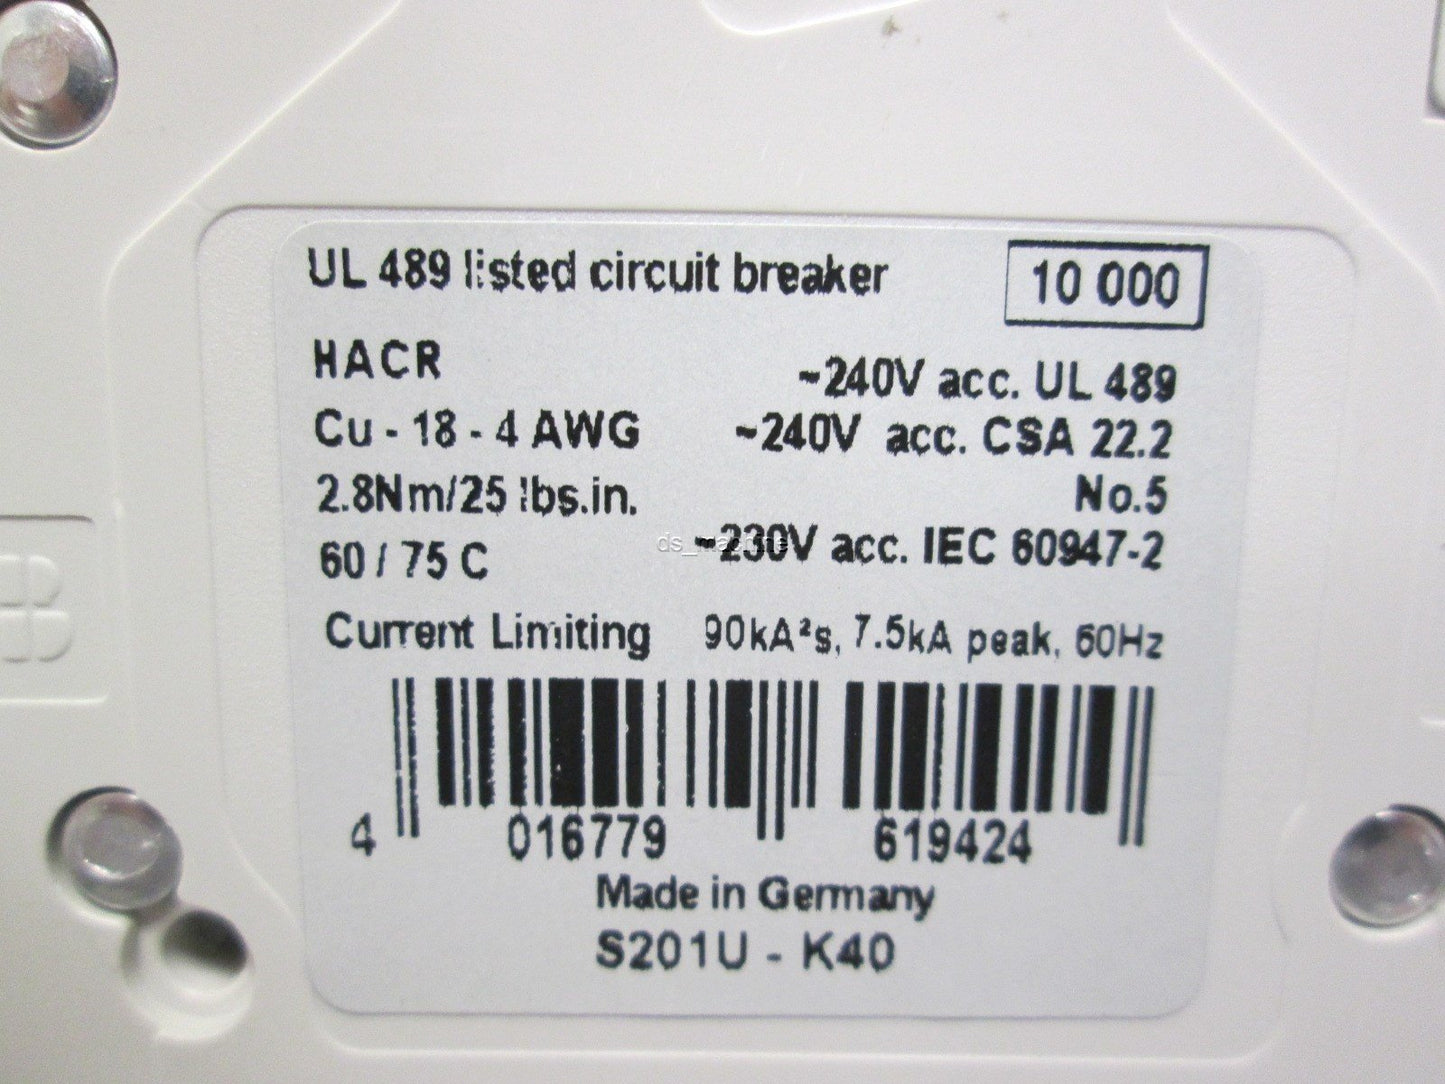 UL 489 listed circuit breaker
10 000
HACR
~240V acc. UL 489
Cu - 18 - 4 AWG
~240V acc. CSA 22.2
No.5
2.8Nm/25 lbs.in.
~230V acc. IEC 60947-2
60 / 75 C
ds_machine
Current Limiting
90kA²s, 7.5kA peak, 60Hz
4 016779 619424
Made in Germany
S201U - K40